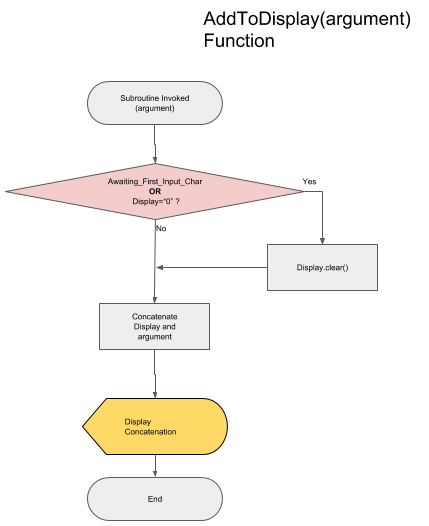 AddToDisplay(argument)
Function
Subroutine Invoked
(argument)
Awaiting_First_Input_Char
OR
Display="0" ?
Yes
No
Display.clear()
Concatenate
Display and
argument
Display
Concatenation
End